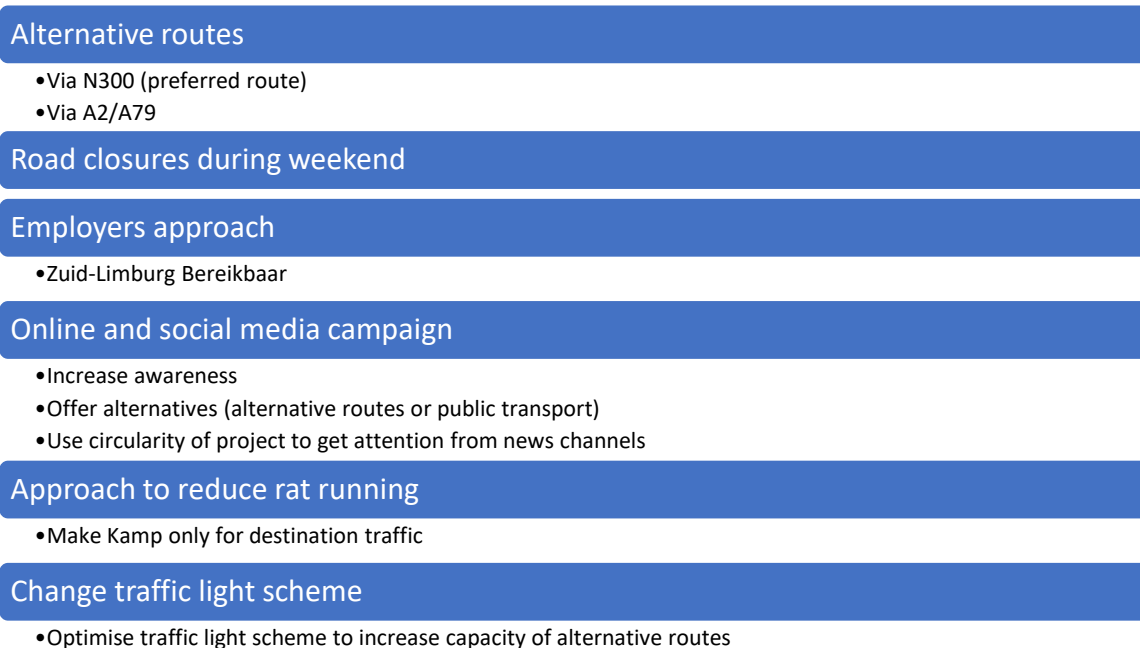 Alternative routes
•Via N300 (preferred route)
•Via A2/A79
Road closures during weekend
Employers approach
•Zuid-Limburg Bereikbaar
Online and social media campaign
•Increase awareness
•Offer alternatives (alternative routes or public transport)
•Use circularity of project to get attention from news channels
Approach to reduce rat running
•Make Kamp only for destination traffic
Change traffic light scheme
•Optimise traffic light scheme to increase capacity of alternative routes